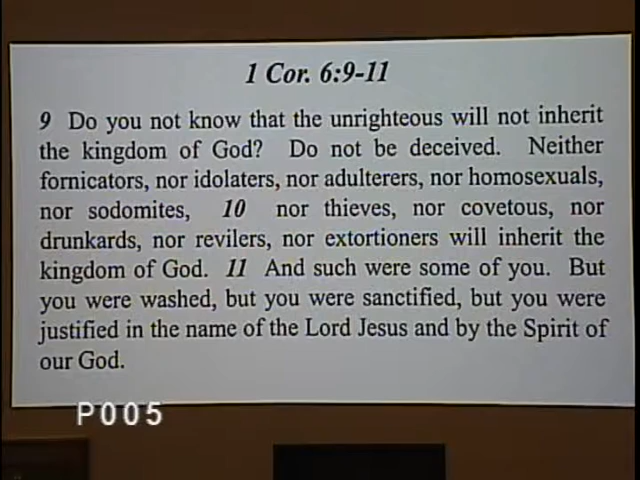 1 Cor. 6:9-11
9 Do you not know that the unrighteous will not inherit
the kingdom of God? Do not be deceived. Neither
fornicators, nor idolaters, nor adulterers, nor homosexuals,
nor sodomites, 10 nor thieves, nor covetous, nor
drunkards, nor revilers, nor extortioners will inherit the
kingdom of God. 11 And such were some of you. But
you were washed, but you were sanctified, but you were
justified in the name of the Lord Jesus and by the Spirit of
our God.
P005